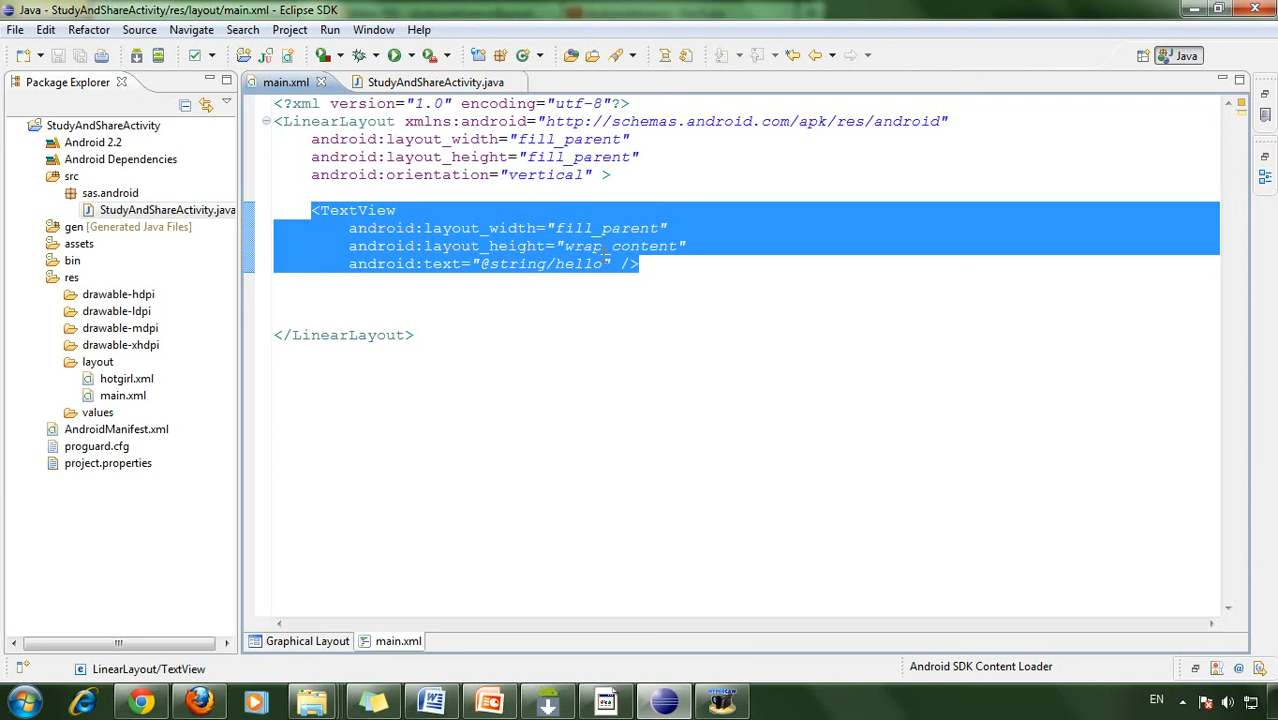 Java - StudyAndShareActivity/res/layout/main.xml - Eclipse SDK
File Edit Refactor Source Navigate Search Project Run Window Help
Java
Package Explorer
main.xml
StudyAndShareActivity.java
StudyAndShareActivity
Android 2.2
Android Dependencies
src
sas.android
StudyAndShareActivity.java
gen [Generated Java Files]
assets
bin
res
drawable-hdpi
drawable-ldpi
drawable-mdpi
drawable-xhdpi
layout
hotgirl.xml
main.xml
values
AndroidManifest.xml
proguard.cfg
project.properties
<?xml version="1.0" encoding="utf-8"?>
<LinearLayout xmlns:android="http://schemas.android.com/apk/res/android"
android:layout_width="fill_parent"
android:layout_height="fill_parent"
android:orientation="vertical" >
<TextView
android:layout_width="fill_parent"
android:layout_height="wrap_content"
android:text="@string/hello" />
</LinearLayout>
Graphical Layout
main.xml
LinearLayout/TextView
Android SDK Content Loader
HYPERCAM
EN